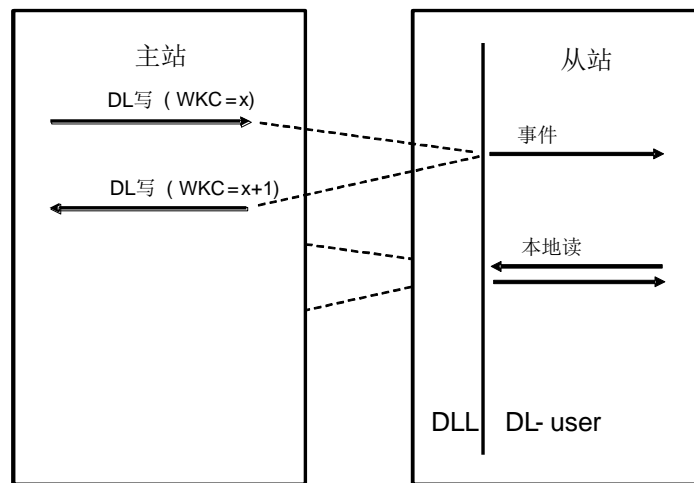 主站
从站
DL写 ( WKC=x)
事件
DL写 ( WKC=x+1)
本地读
DLL
DL- user